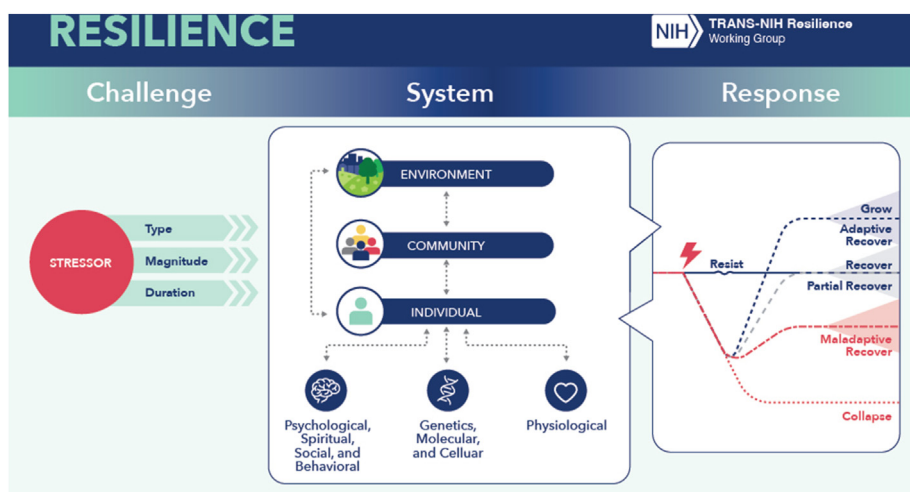 RESILIENCE
NIH
TRANS-NIH Resilience
Working Group
Challenge
System
Response
STRESSOR
Type
Magnitude
Duration
ENVIRONMENT
COMMUNITY
INDIVIDUAL
Psychological,
Spiritual,
Social, and
Behavioral
Genetics,
Molecular,
and Celluar
Physiological
Resist
Grow
Adaptive
Recover
Recover
Partial Recover
Maladaptive
Recover
Collapse